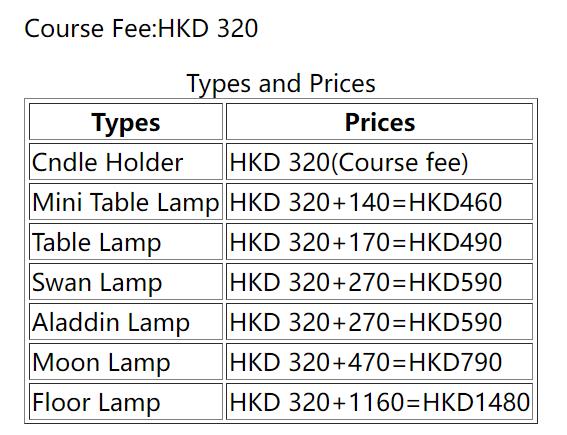 Course Fee:HKD 320
Types and Prices
Types Prices
Cndle Holder HKD 320(Course fee)
Mini Table Lamp HKD 320+140=HKD460
Table Lamp HKD 320+170=HKD490
Swan Lamp HKD 320+270=HKD590
Aladdin Lamp HKD 320+270=HKD590
Moon Lamp HKD 320+470=HKD790
Floor Lamp HKD 320+1160=HKD1480